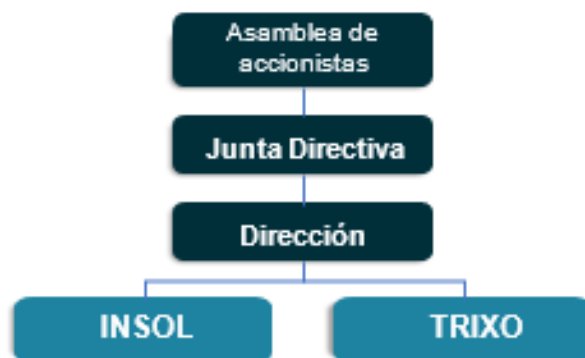 Asamblea de
accionistas
Junta Directiva
Dirección
INSOL
TRIXO